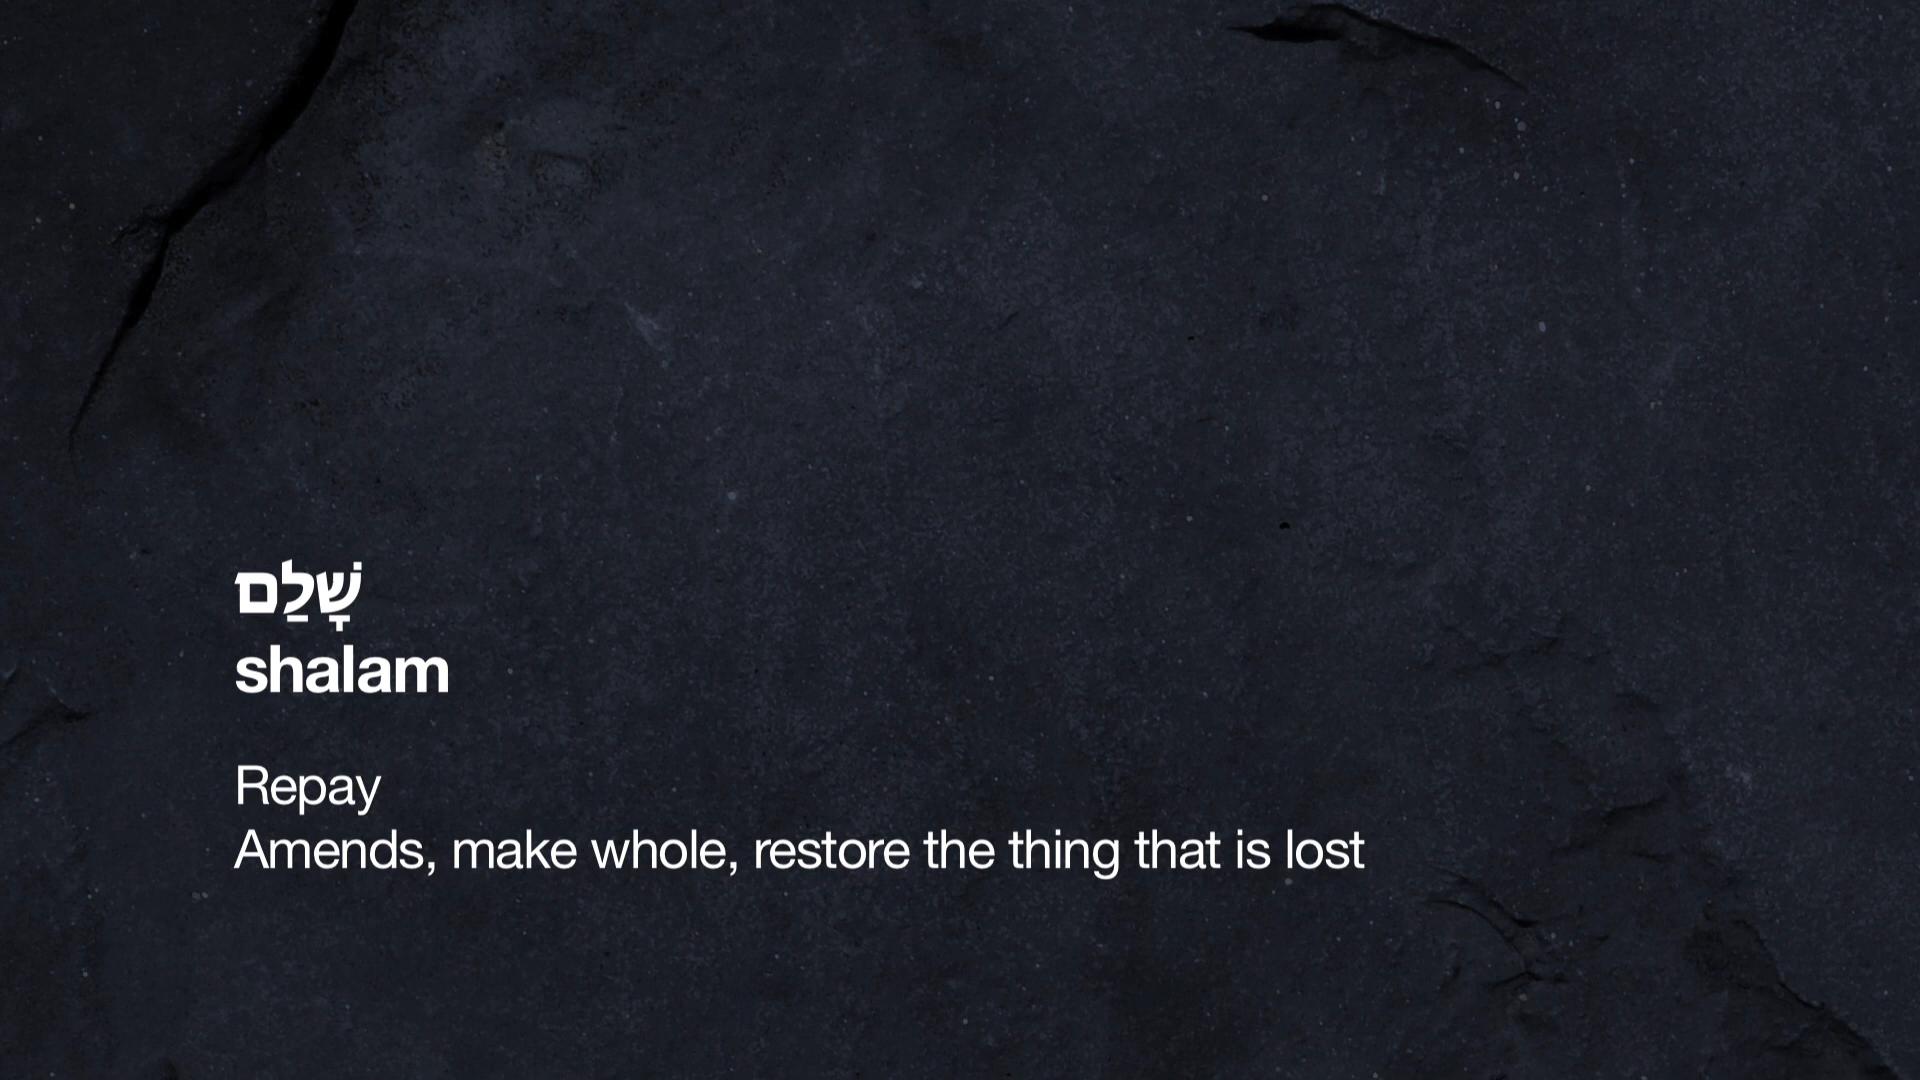 שָׁלַם
shalam
Repay
Amends, make whole, restore the thing that is lost